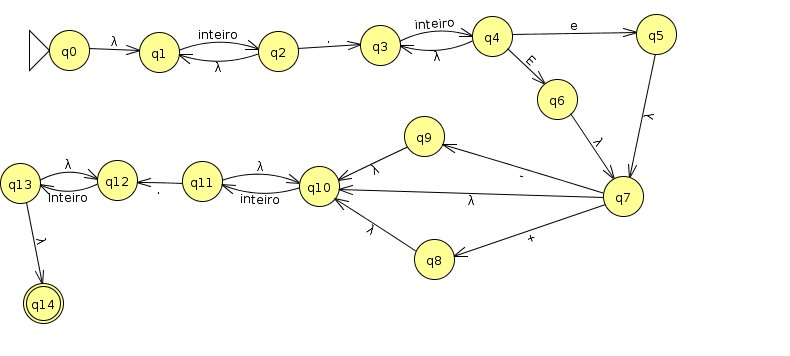 q0 λ q1 inteiro λ q2 . q3 inteiro λ q4 e q5
E q6 λ λ
q9 λ -
q13 λ inteiro q12 . q11 λ inteiro q10 λ q7
λ q8 λ +
q14